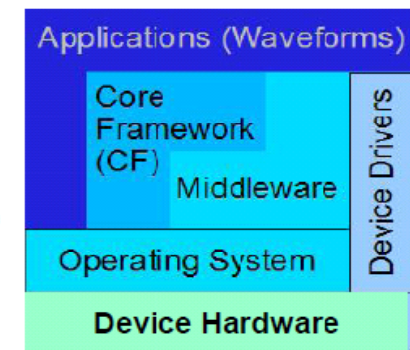 Applications (Waveforms)
Core
Framework
(CF)
Middleware
Device Drivers
Operating System
Device Hardware